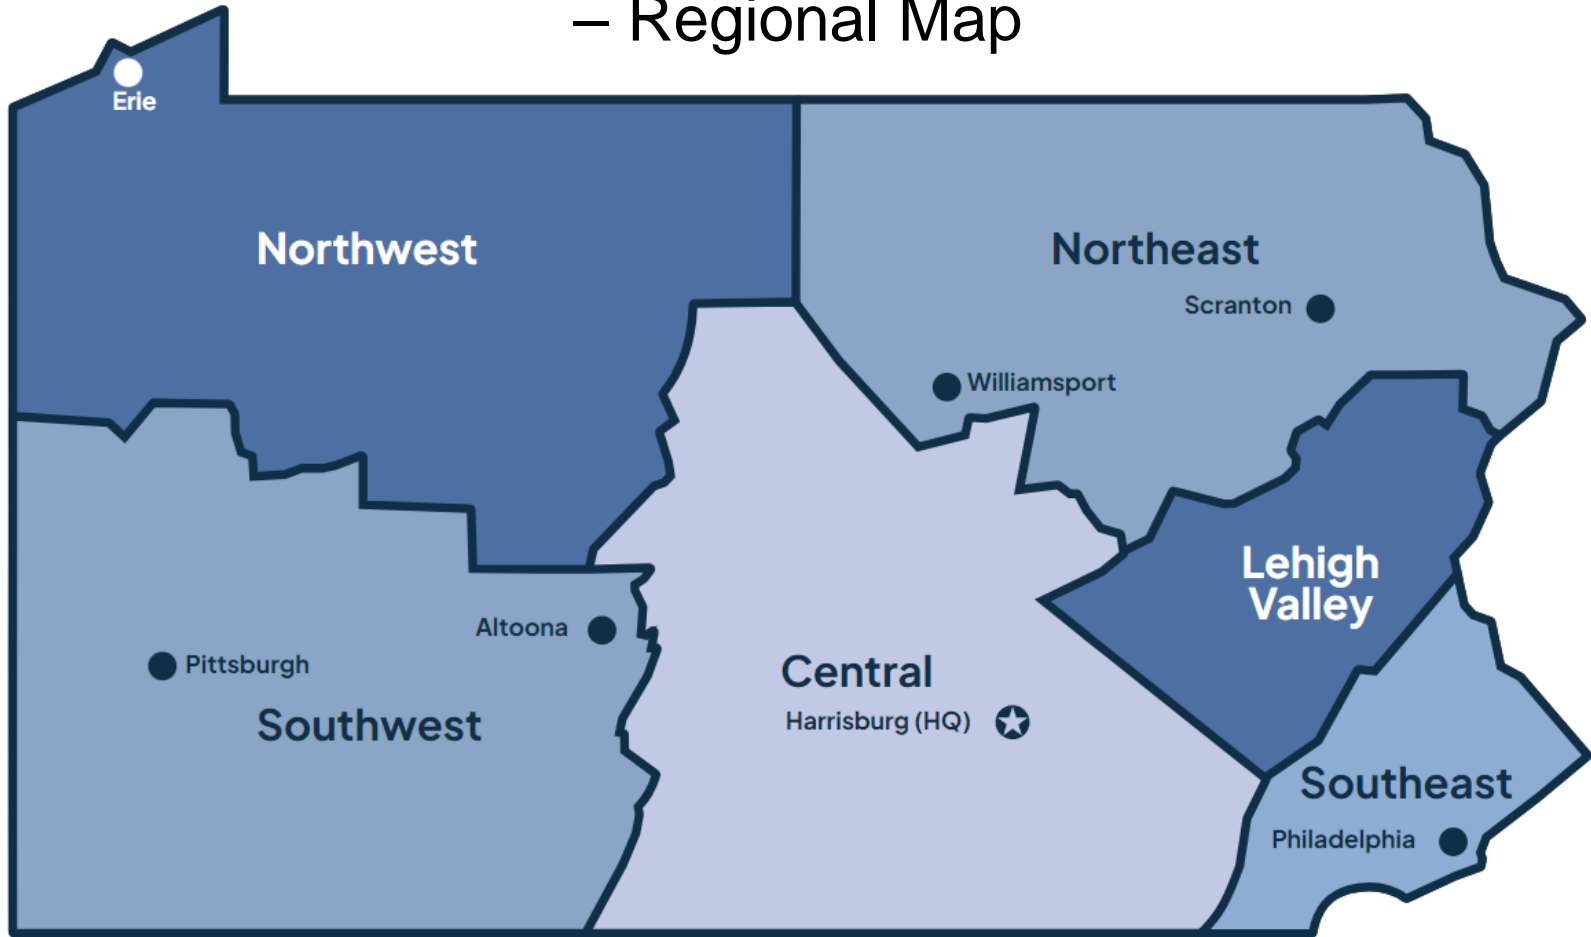 – Regional Map
Erie
Northwest
Northeast
Scranton
Williamsport
Lehigh
Valley
Altoona
Pittsburgh
Southwest
Central
Harrisburg (HQ)
Southeast
Philadelphia